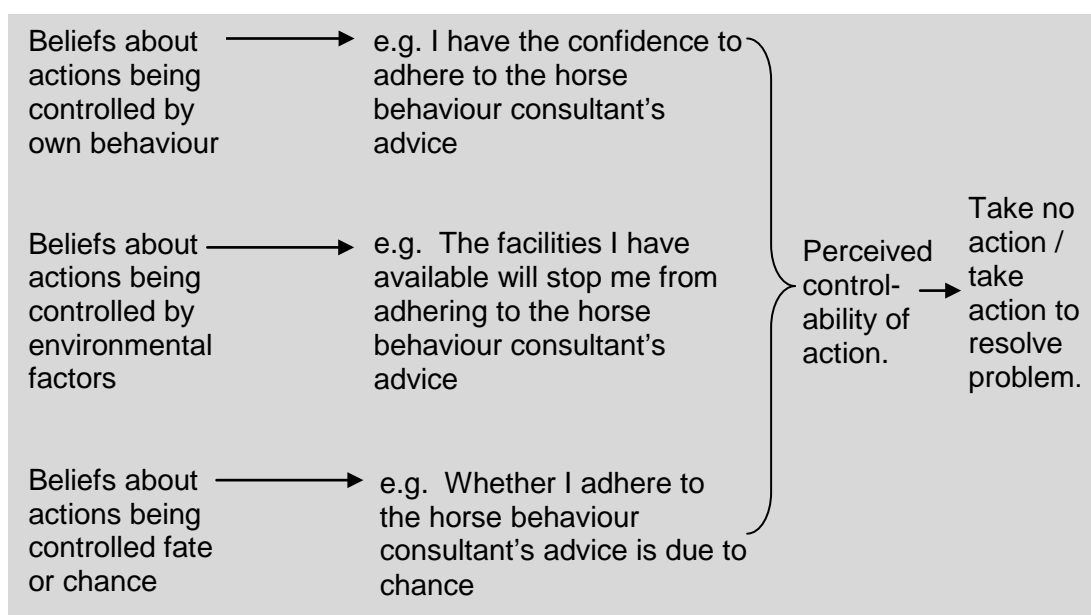 Beliefs about
actions being
controlled by
own behaviour
e.g. I have the confidence to
adhere to the horse
behaviour consultant's
advice
Beliefs about
actions being
controlled by
environmental
factors
e.g. The facilities I have
available will stop me from
adhering to the horse
behaviour consultant's
advice
Beliefs about
actions being
controlled fate
or chance
e.g. Whether I adhere to
the horse behaviour
consultant's advice is due to
chance
Perceived
control-
ability of
action.
Take no
action /
take
action to
resolve
problem.